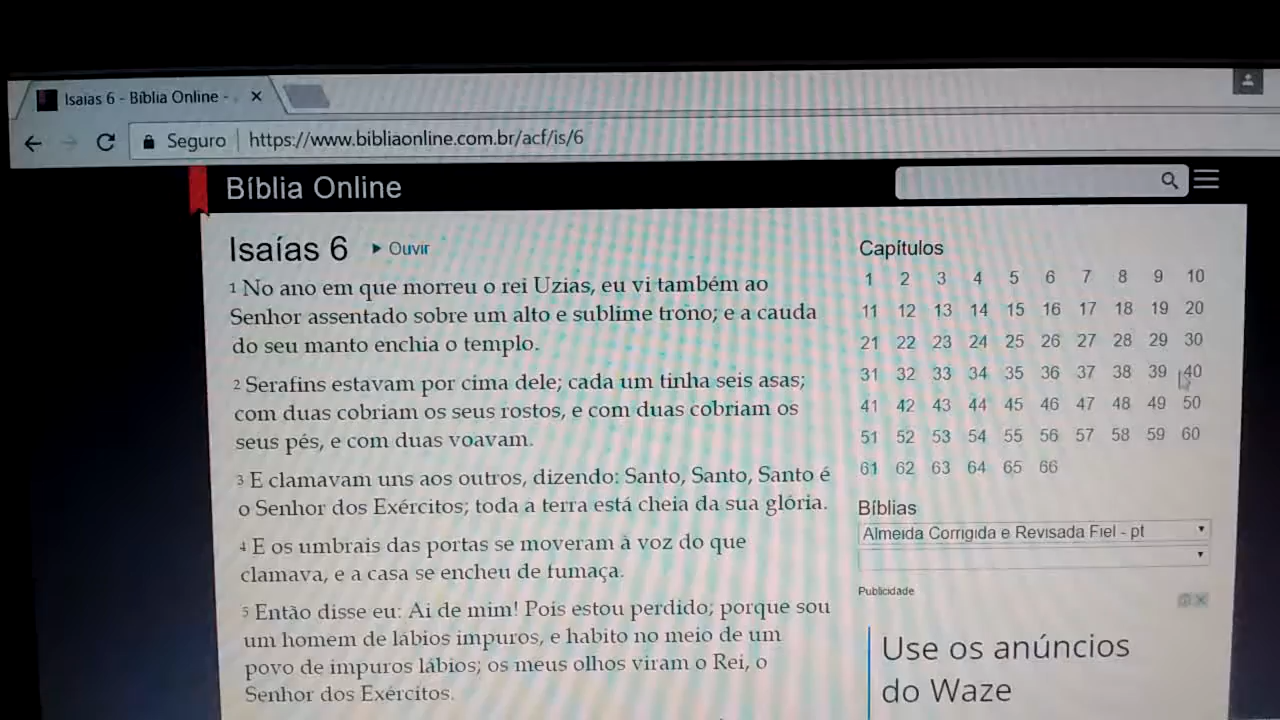 Isaías 6 - Bíblia Online -
Seguro https://www.bibliaonline.com.br/acf/is/6
Bíblia Online
Isaías 6 Ouvir
1 No ano em que morreu o rei Uzias, eu vi também ao
Senhor assentado sobre um alto e sublime trono; e a cauda
do seu manto enchia o templo.
2 Serafins estavam por cima dele; cada um tinha seis asas;
com duas cobriam os seus rostos, e com duas cobriam os
seus pés, e com duas voavam.
3 E clamavam uns aos outros, dizendo: Santo, Santo, Santo é
o Senhor dos Exércitos; toda a terra está cheia da sua glória.
4 E os umbrais das portas se moveram à voz do que
clamava, e a casa se encheu de fumaça.
5 Então disse eu: Ai de mim! Pois estou perdido; porque sou
um homem de lábios impuros, e habito no meio de um
povo de impuros lábios; os meus olhos viram o Rei, o
Senhor dos Exércitos.
Capítulos
1 2 3 4 5 6 7 8 9 10
11 12 13 14 15 16 17 18 19 20
21 22 23 24 25 26 27 28 29 30
31 32 33 34 35 36 37 38 39 40
41 42 43 44 45 46 47 48 49 50
51 52 53 54 55 56 57 58 59 60
61 62 63 64 65 66
Bíblias
Almeida Corrigida e Revisada Fiel - pt
Publicidade
Use os anúncios
do Waze